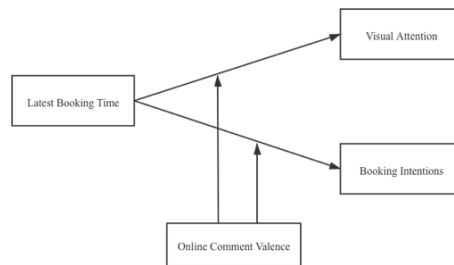 Visual Attention
Latest Booking Time
Booking Intentions
Online Comment Valence